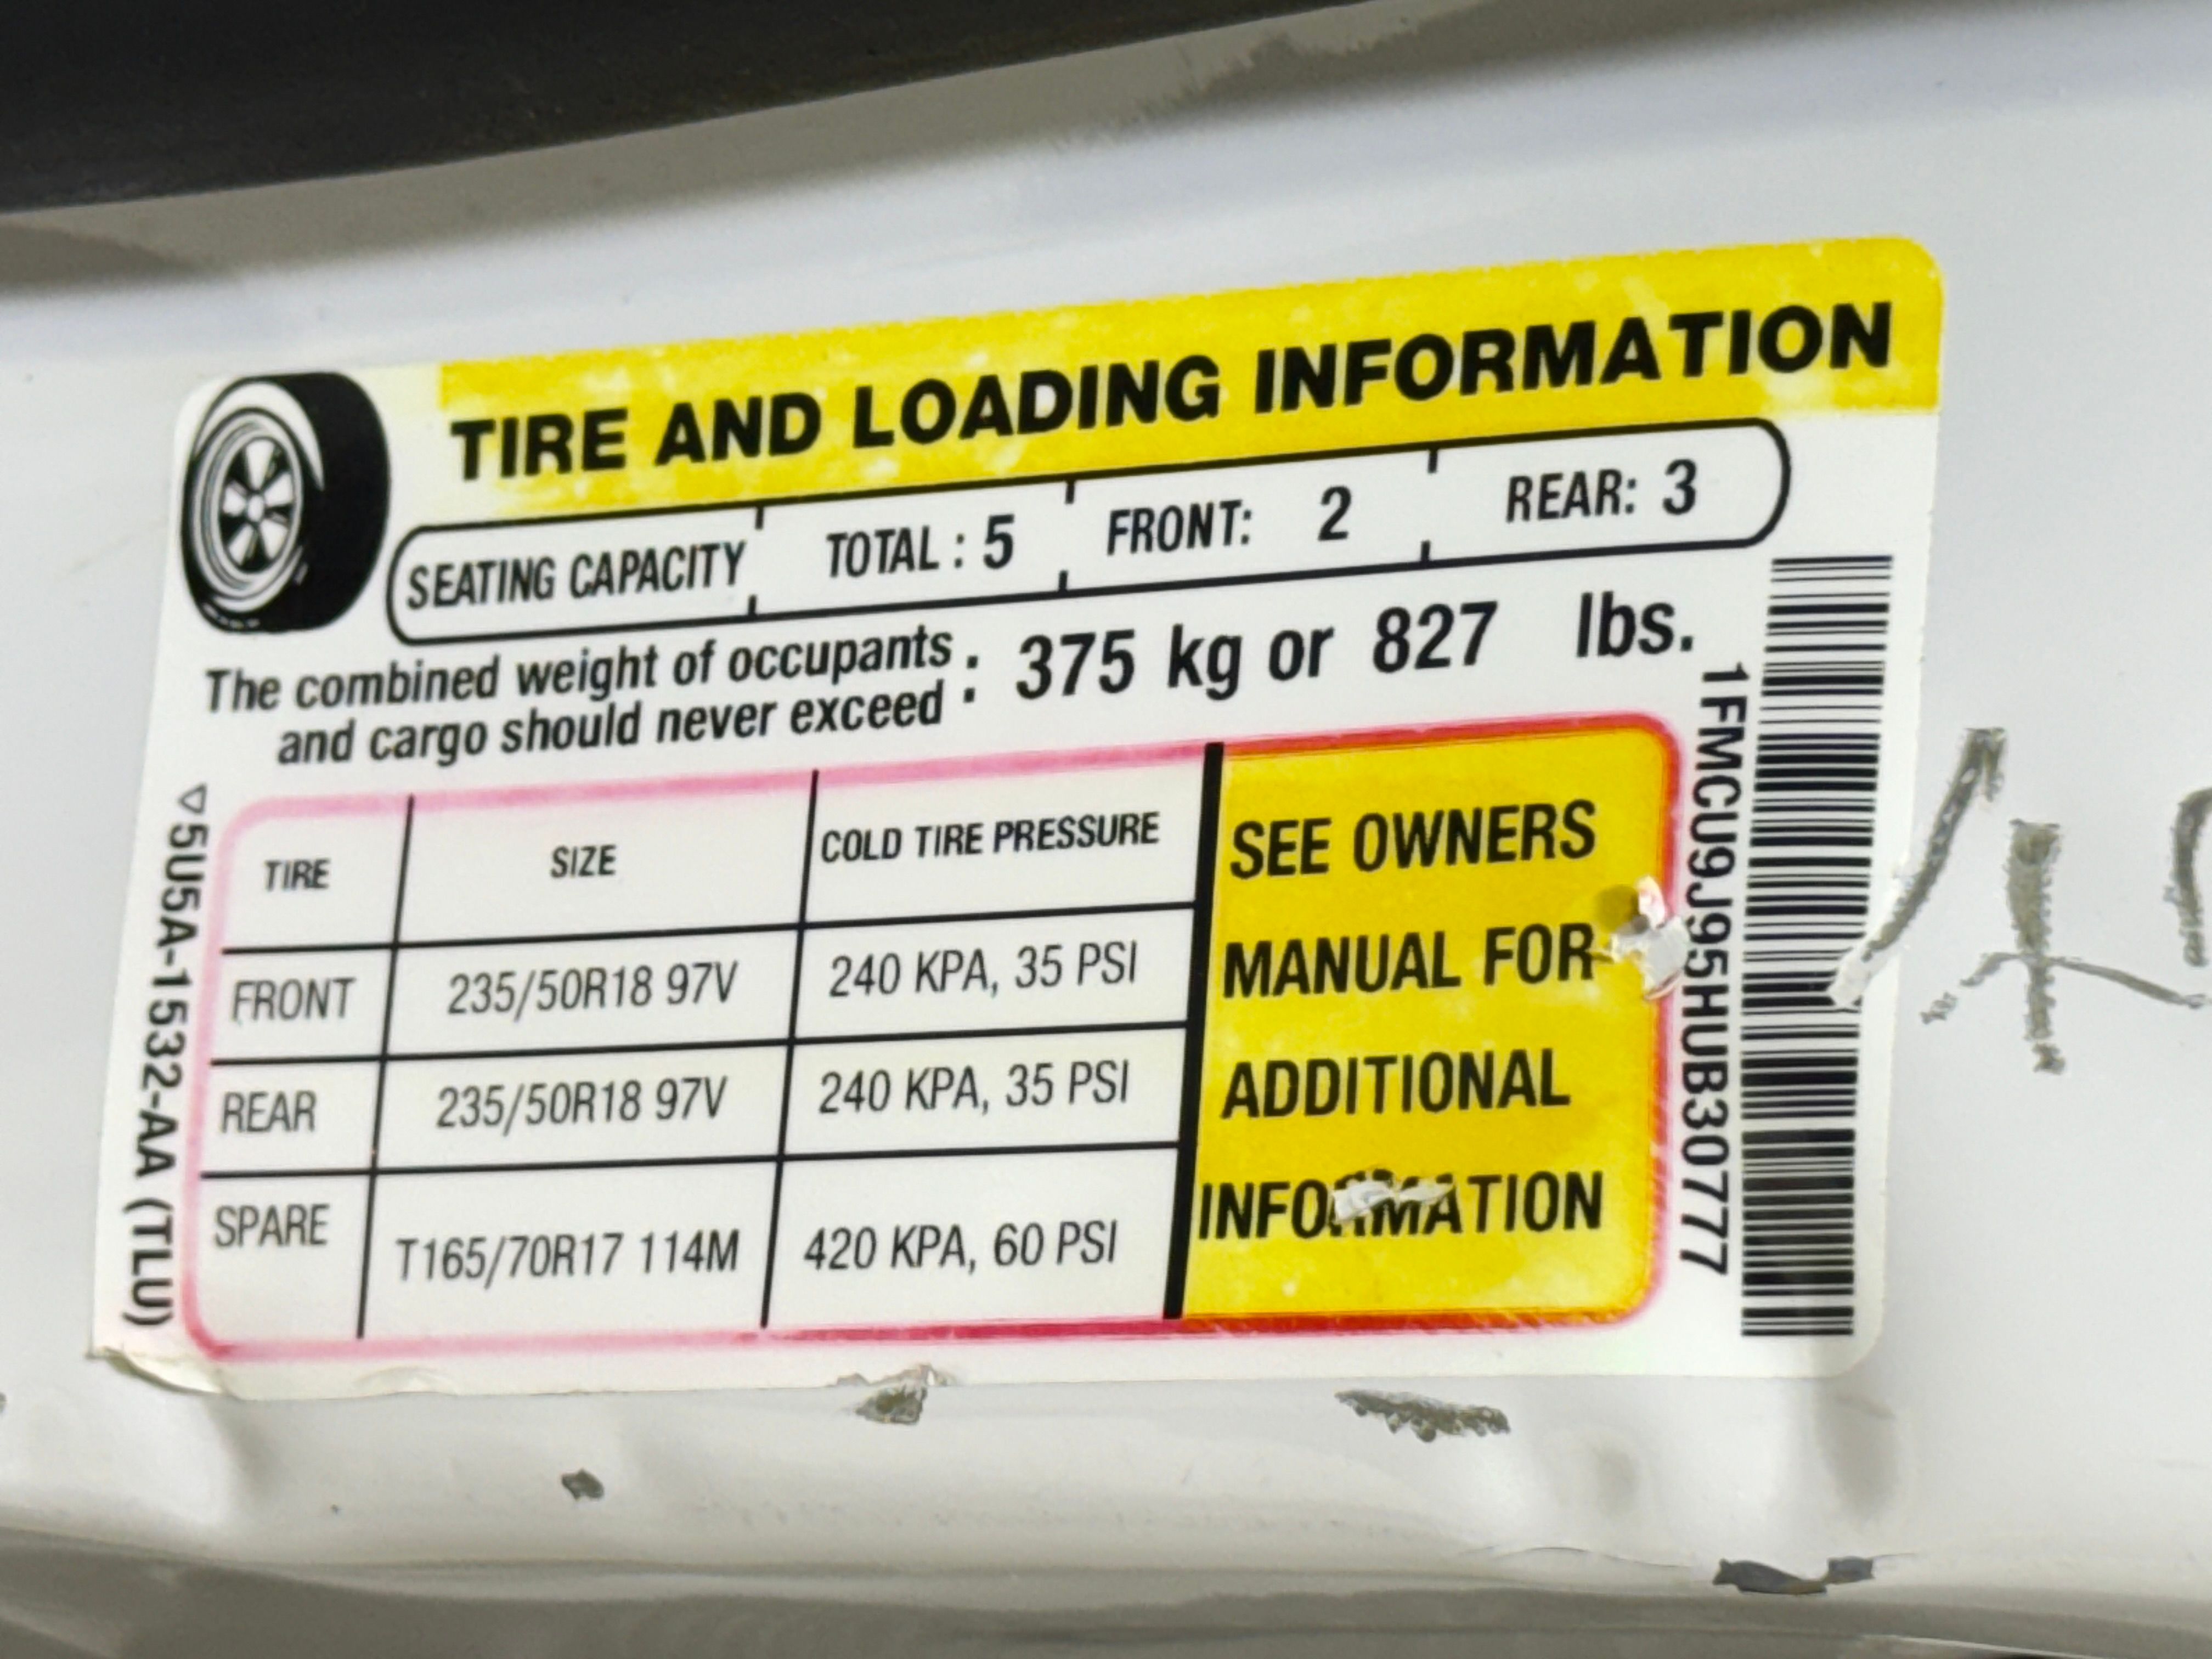 TIRE AND LOADING INFORMATION
SEATING CAPACITY TOTAL : 5 FRONT: 2 REAR: 3
The combined weight of occupants
and cargo should never exceed : 375 kg or 827 lbs.
TIRE SIZE COLD TIRE PRESSURE
FRONT 235/50R18 97V 240 KPA, 35 PSI
REAR 235/50R18 97V 240 KPA, 35 PSI
SPARE T165/70R17 114M 420 KPA, 60 PSI
SEE OWNERS
MANUAL FOR
ADDITIONAL
INFORMATION
5U5A-1532-AA (TLU)
1FMCU9J95HUB30777